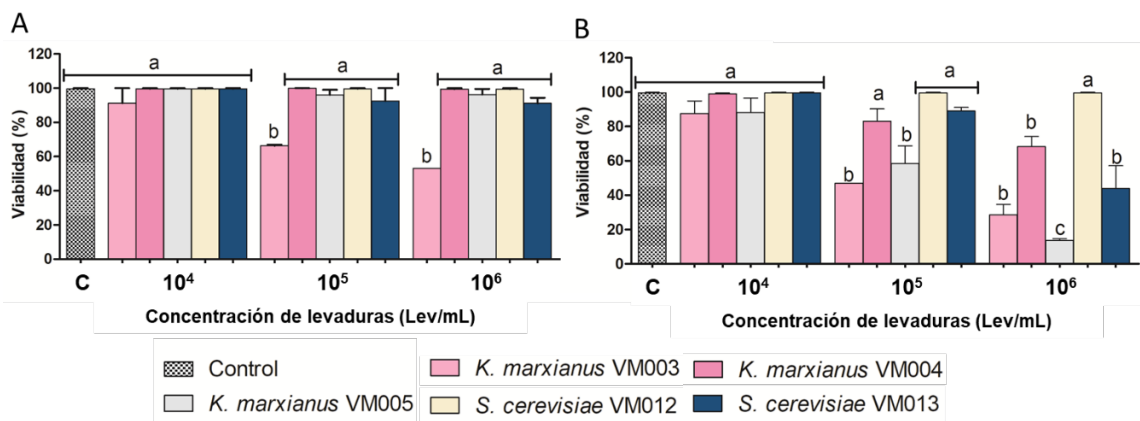 A
B
Viabilidad (%)
120
100
80
60
40
20
0
a
a
a
b
b
C
10⁴
10⁵
10⁶
Concentración de levaduras (Lev/mL)
Viabilidad (%)
120
100
80
60
40
20
0
a
a
b
a
b
b
b
c
a
b
C
10⁴
10⁵
10⁶
Concentración de levaduras (Lev/mL)
Control
K. marxianus VM003
K. marxianus VM004
K. marxianus VM005
S. cerevisiae VM012
S. cerevisiae VM013